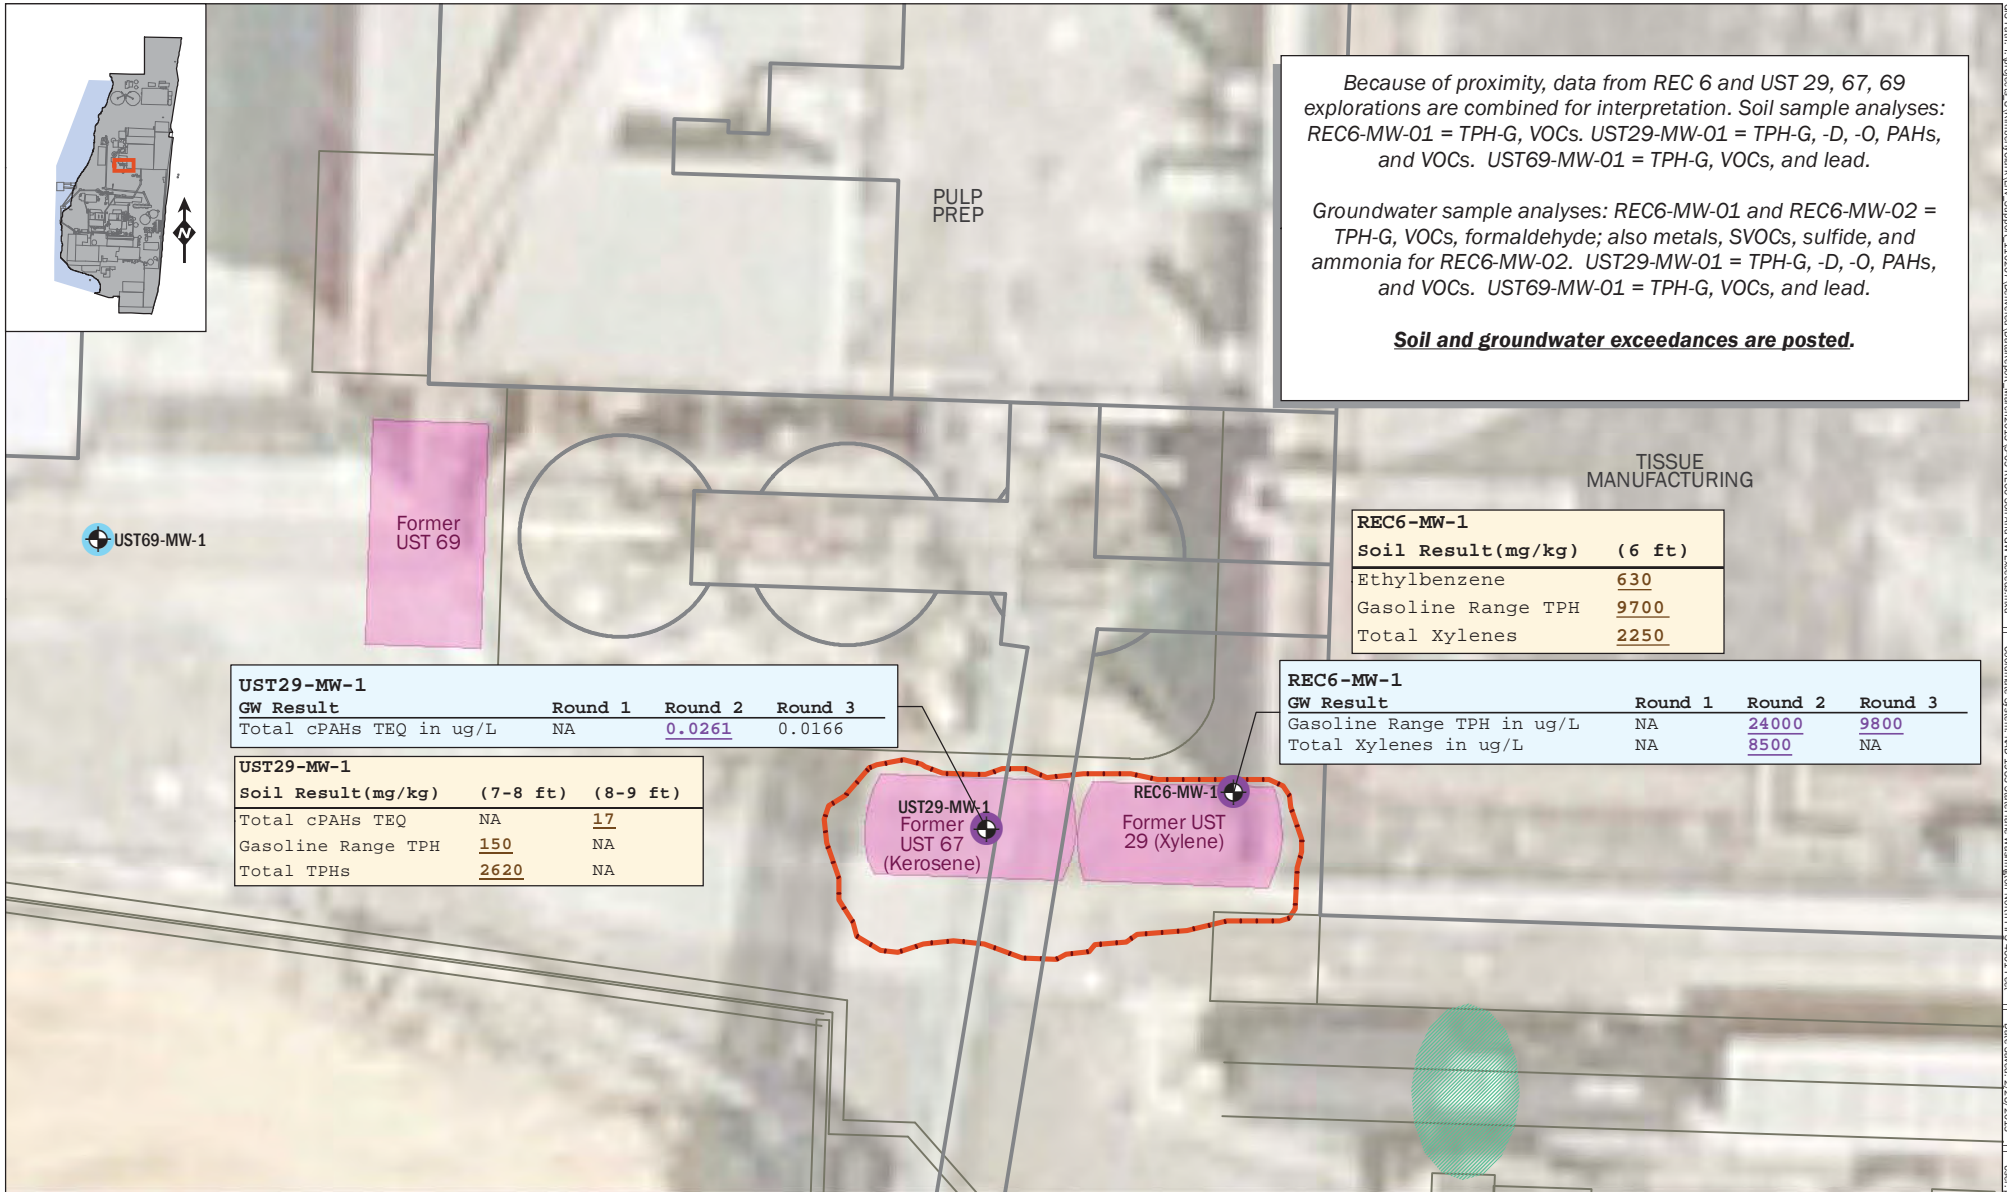 N
Because of proximity, data from REC 6 and UST 29, 67, 69
explorations are combined for interpretation. Soil sample analyses:
REC6-MW-01 = TPH-G, VOCs. UST29-MW-01 = TPH-G, -D, -O, PAHs,
and VOCs. UST69-MW-01 = TPH-G, VOCs, and lead.
Groundwater sample analyses: REC6-MW-01 and REC6-MW-02 =
TPH-G, VOCs, formaldehyde; also metals, SVOCs, sulfide, and
ammonia for REC6-MW-02. UST29-MW-01 = TPH-G, -D, -O, PAHs,
and VOCs. UST69-MW-01 = TPH-G, VOCs, and lead.
Soil and groundwater exceedances are posted.
PULP
PREP
TISSUE
MANUFACTURING
UST69-MW-1
Former
UST 69
REC6-MW-1
Soil Result(mg/kg) (6 ft)
Ethylbenzene 630
Gasoline Range TPH 9700
Total Xylenes 2250
UST29-MW-1
GW Result Round 1 Round 2 Round 3
Total cPAHs TEQ in ug/L NA 0.0261 0.0166
REC6-MW-1
GW Result Round 1 Round 2 Round 3
Gasoline Range TPH in ug/L NA 24000 9800
Total Xylenes in ug/L NA 8500 NA
UST29-MW-1
Soil Result(mg/kg) (7-8 ft) (8-9 ft)
Total cPAHs TEQ NA 17
Gasoline Range TPH 150 NA
Total TPHs 2620 NA
UST29-MW-1
Former
UST 67
(Kerosene)
REC6-MW-1
Former UST
29 (Xylene)